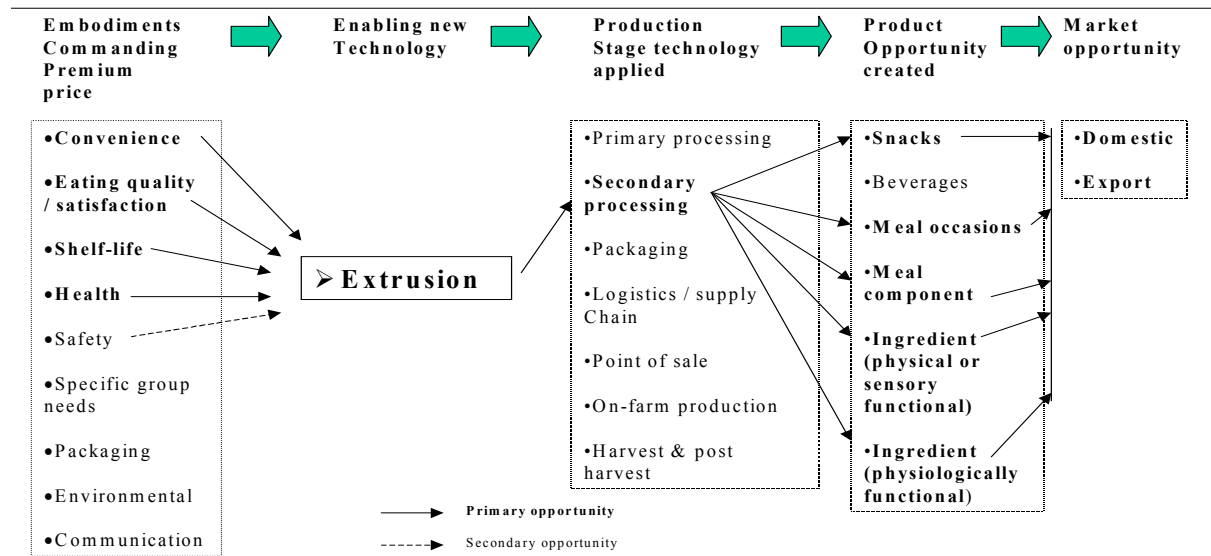 Embodiments
Commanding
Premium
price
Enabling new
Technology
Production
Stage technology
applied
Product
Opportunity
created
Market
opportunity
•Convenience
•Eating quality
/ satisfaction
•Shelf-life
•Health
•Safety
•Specific group
needs
•Packaging
•Environmental
•Communication
➢ Extrusion
•Primary processing
•Secondary
processing
•Packaging
•Logistics / supply
Chain
•Point of sale
•On-farm production
•Harvest & post
harvest
•Snacks
•Beverages
•Meal occasions
•Meal
component
•Ingredient
(physical or
sensory
functional)
•Ingredient
(physiologically
functional)
•Domestic
•Export
Primary opportunity
Secondary opportunity